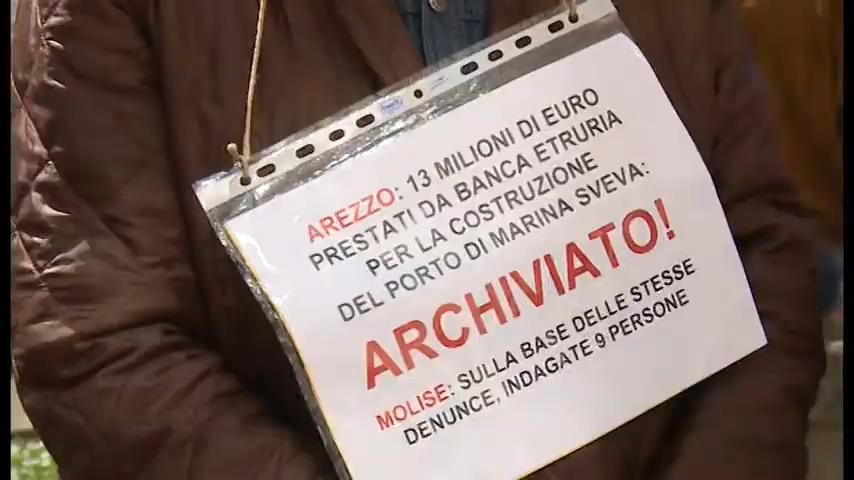 AREZZO: 13 MILIONI DI EURO
PRESTATI DA BANCA ETRURIA
PER LA COSTRUZIONE
DEL PORTO DI MARINA SVEVA:
ARCHIVIATO!
MOLISE: SULLA BASE DELLE STESSE
DENUNCE, INDAGATE 9 PERSONE